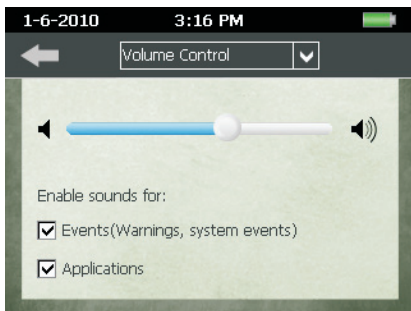 1-6-2010 3:16 PM
Volume Control
Enable sounds for:
Events(Warnings, system events)
Applications